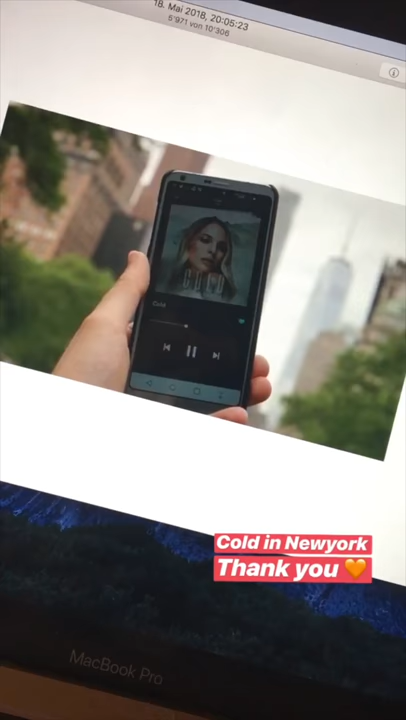 18. Mai 2018, 20:05:23
5'971 von 10'306
COLD
Cold
Cold in Newyork
Thank you 🧡
MacBook Pro